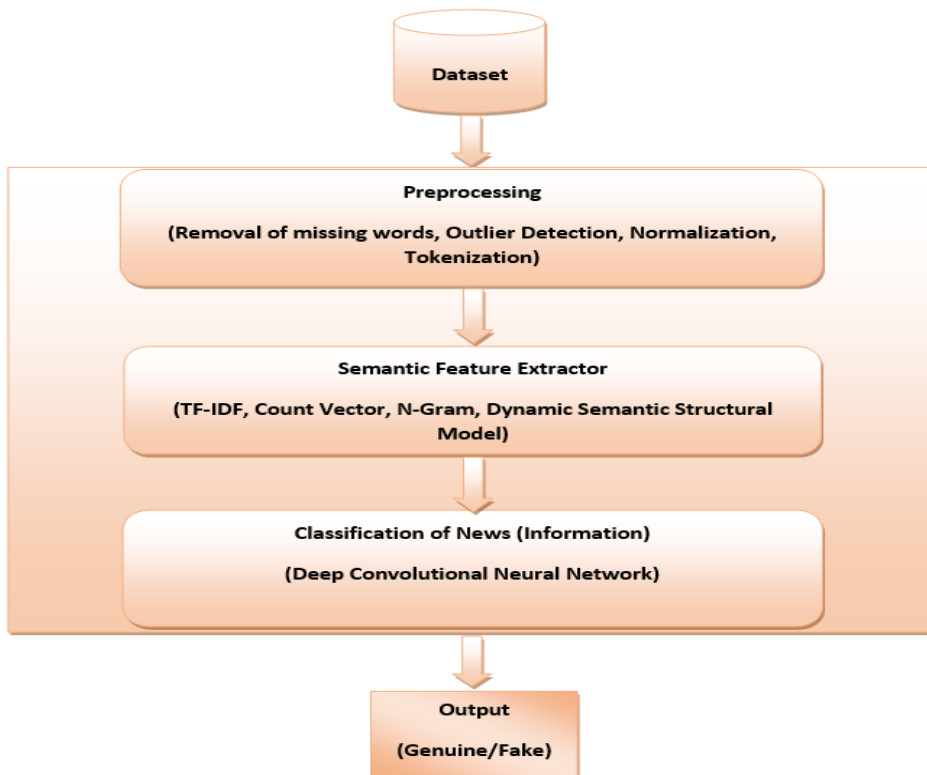 Dataset
Preprocessing
(Removal of missing words, Outlier Detection, Normalization,
Tokenization)
Semantic Feature Extractor
(TF-IDF, Count Vector, N-Gram, Dynamic Semantic Structural
Model)
Classification of News (Information)
(Deep Convolutional Neural Network)
Output
(Genuine/Fake)